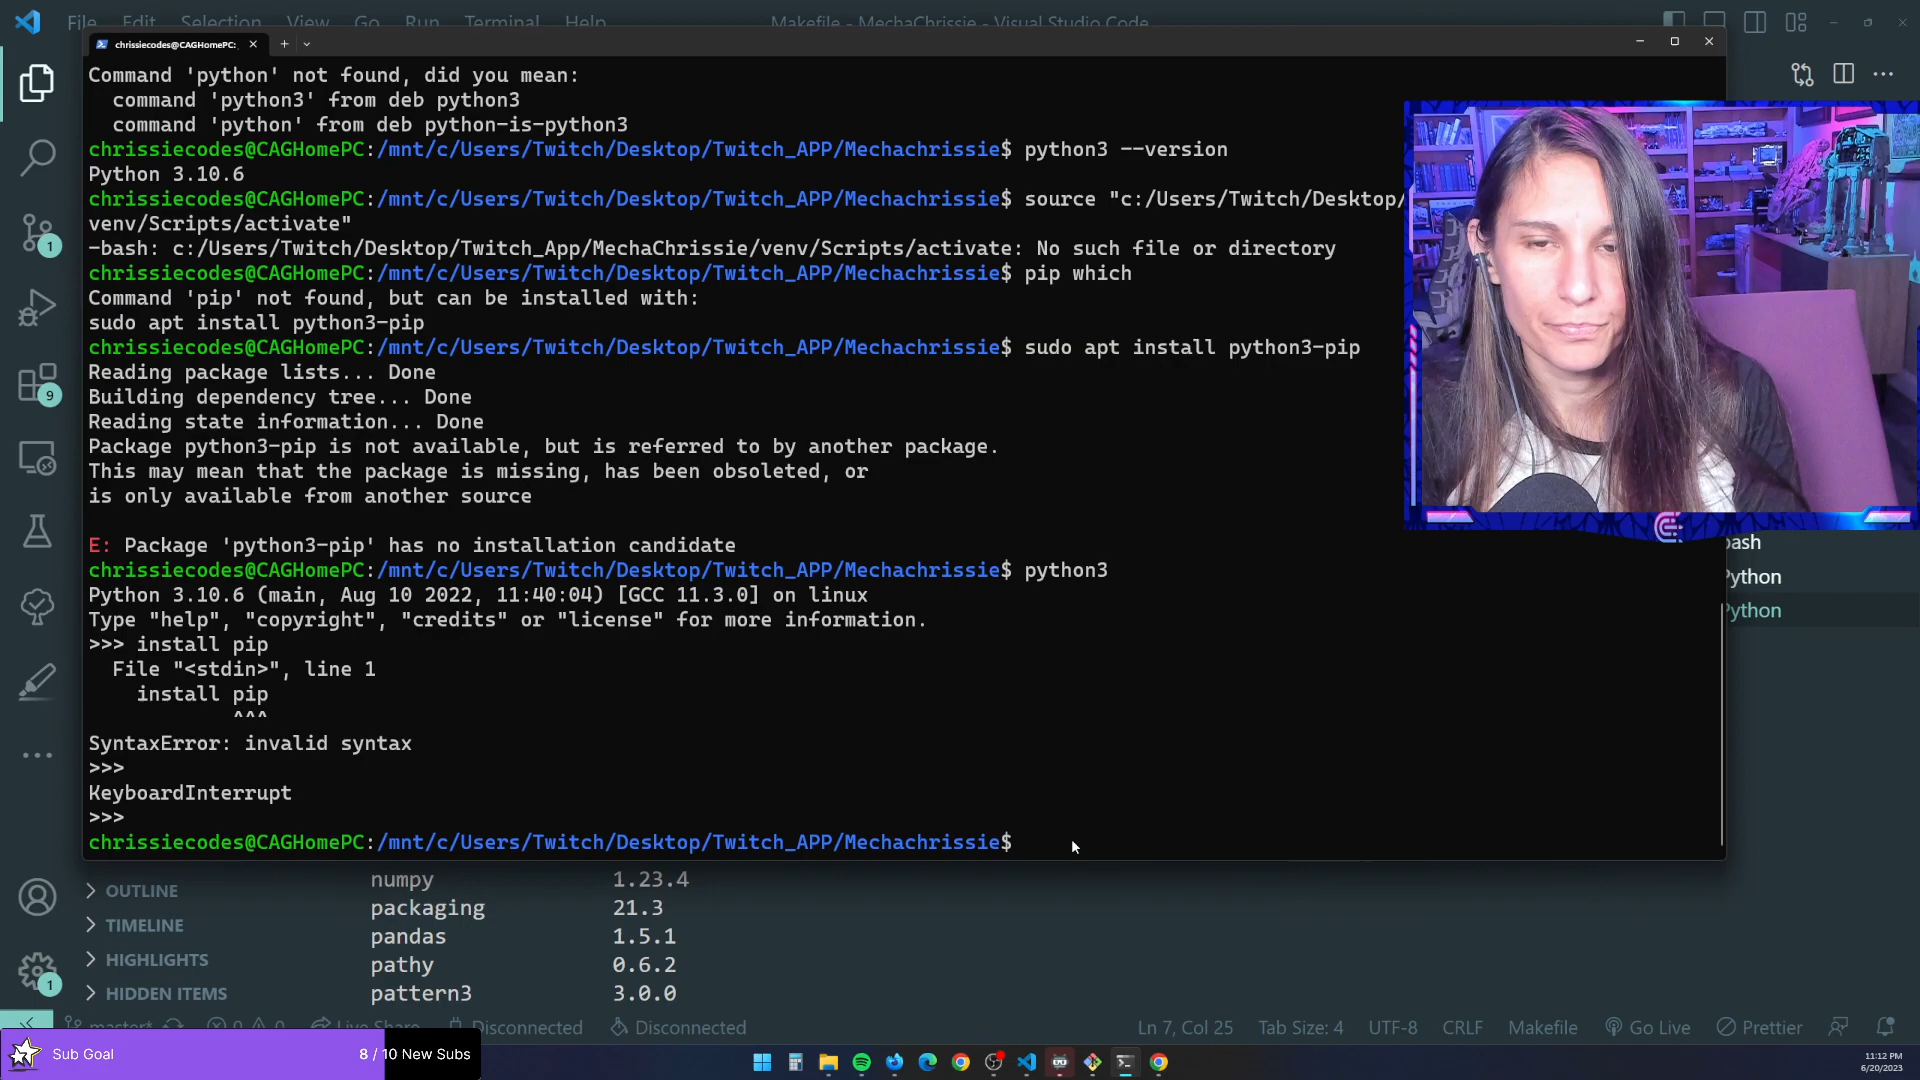 File Edit Selection View Go Run Terminal Help Makefile - MechaChrissie - Visual Studio Code
chrissiecodes@CAGHomePC:
Command 'python' not found, did you mean:
command 'python3' from deb python3
command 'python' from deb python-is-python3
chrissiecodes@CAGHomePC:/mnt/c/Users/Twitch/Desktop/Twitch_APP/Mechachrissie$ python3 --version
Python 3.10.6
chrissiecodes@CAGHomePC:/mnt/c/Users/Twitch/Desktop/Twitch_APP/Mechachrissie$ source "c:/Users/Twitch/Desktop/
venv/Scripts/activate"
-bash: c:/Users/Twitch/Desktop/Twitch_App/MechaChrissie/venv/Scripts/activate: No such file or directory
chrissiecodes@CAGHomePC:/mnt/c/Users/Twitch/Desktop/Twitch_APP/Mechachrissie$ pip which
Command 'pip' not found, but can be installed with:
sudo apt install python3-pip
chrissiecodes@CAGHomePC:/mnt/c/Users/Twitch/Desktop/Twitch_APP/Mechachrissie$ sudo apt install python3-pip
Reading package lists... Done
Building dependency tree... Done
Reading state information... Done
Package python3-pip is not available, but is referred to by another package.
This may mean that the package is missing, has been obsoleted, or
is only available from another source
E: Package 'python3-pip' has no installation candidate
chrissiecodes@CAGHomePC:/mnt/c/Users/Twitch/Desktop/Twitch_APP/Mechachrissie$ python3
Python 3.10.6 (main, Aug 10 2022, 11:40:04) [GCC 11.3.0] on linux
Type "help", "copyright", "credits" or "license" for more information.
>>> install pip
File "<stdin>", line 1
install pip
^^^
SyntaxError: invalid syntax
>>>
KeyboardInterrupt
>>>
chrissiecodes@CAGHomePC:/mnt/c/Users/Twitch/Desktop/Twitch_APP/Mechachrissie$
bash
Python
Python
1
9
1
OUTLINE
TIMELINE
HIGHLIGHTS
HIDDEN ITEMS
numpy 1.23.4
packaging 21.3
pandas 1.5.1
pathy 0.6.2
pattern3 3.0.0
master* 0 0 Live Share Disconnected Disconnected Ln 7, Col 25 Tab Size: 4 UTF-8 CRLF Makefile Go Live Prettier
Sub Goal 8 / 10 New Subs
11:12 PM
6/20/2023